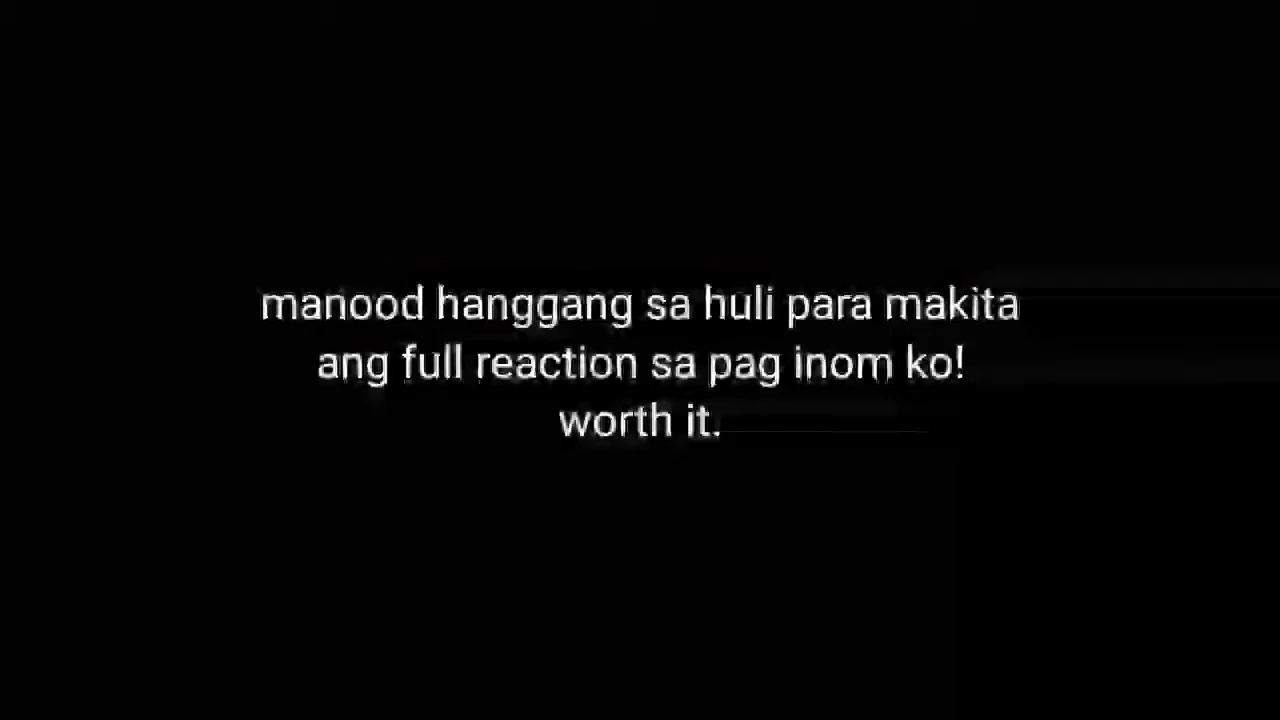 manood hanggang sa huli para makita
ang full reaction sa pag inom ko!
worth it.